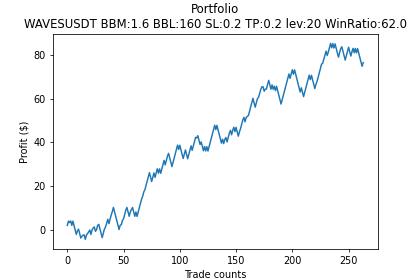 Portfolio
WAVESUSDT BBM:1.6 BBL:160 SL:0.2 TP:0.2 lev:20 WinRatio:62.0
80
60
40
20
0
Profit ($)
0 50 100 150 200 250
Trade counts